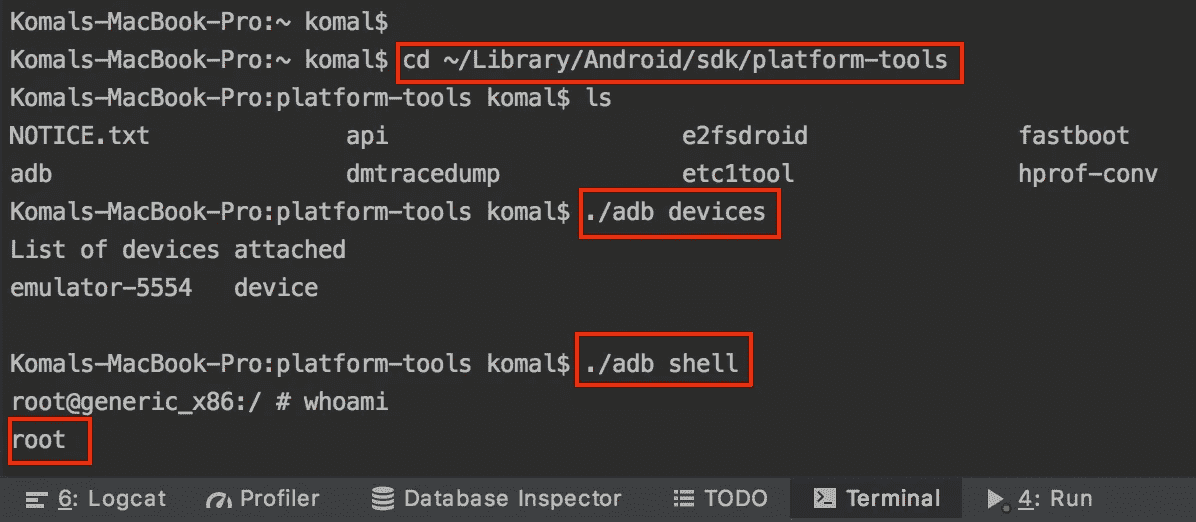 Komals-MacBook-Pro:~ komal$
Komals-MacBook-Pro:~ komal$ cd ~/Library/Android/sdk/platform-tools
Komals-MacBook-Pro:platform-tools komal$ ls
NOTICE.txt api e2fsdroid fastboot
adb dmtracedump etc1tool hprof-conv
Komals-MacBook-Pro:platform-tools komal$ ./adb devices
List of devices attached
emulator-5554 device
Komals-MacBook-Pro:platform-tools komal$ ./adb shell
root@generic_x86:/ # whoami
root
6: Logcat Profiler Database Inspector TODO Terminal 4: Run